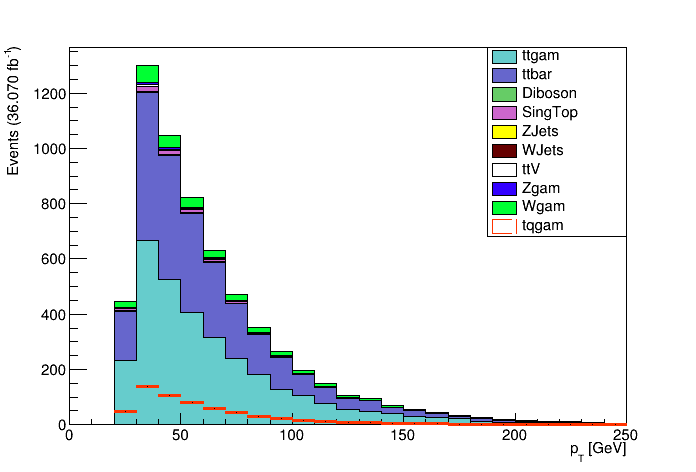 Events (36.070 fb-1)
1200
1000
800
600
400
200
0
0 50 100 150 200 250
pT [GeV]
ttgam
ttbar
Diboson
SingTop
ZJets
WJets
ttV
Zgam
Wgam
tqgam